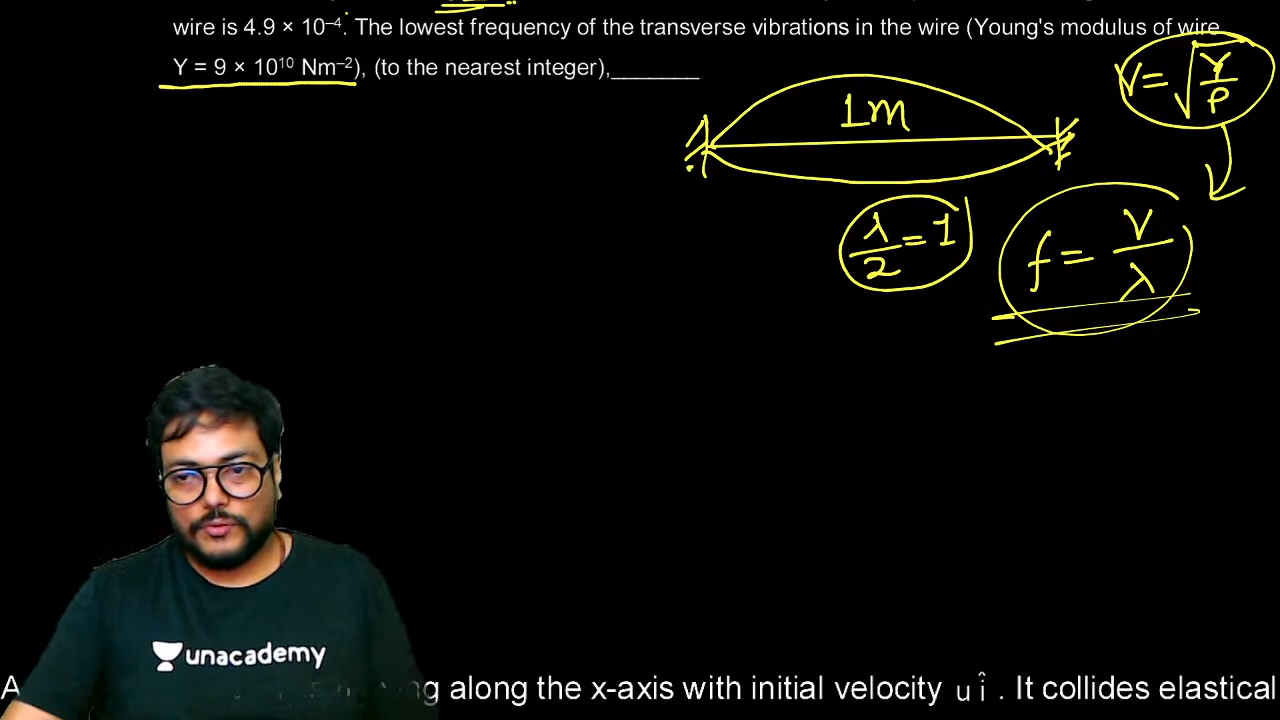 wire is 4.9 × 10⁻⁴. The lowest frequency of the transverse vibrations in the wire (Young's modulus of wire
Y = 9 × 10¹⁰ Nm⁻²), (to the nearest integer),_______
V = √(Y/ρ)
1m
λ/2 = 1
f = V/λ
unacademy
A
g along the x-axis with initial velocity u î . It collides elastical